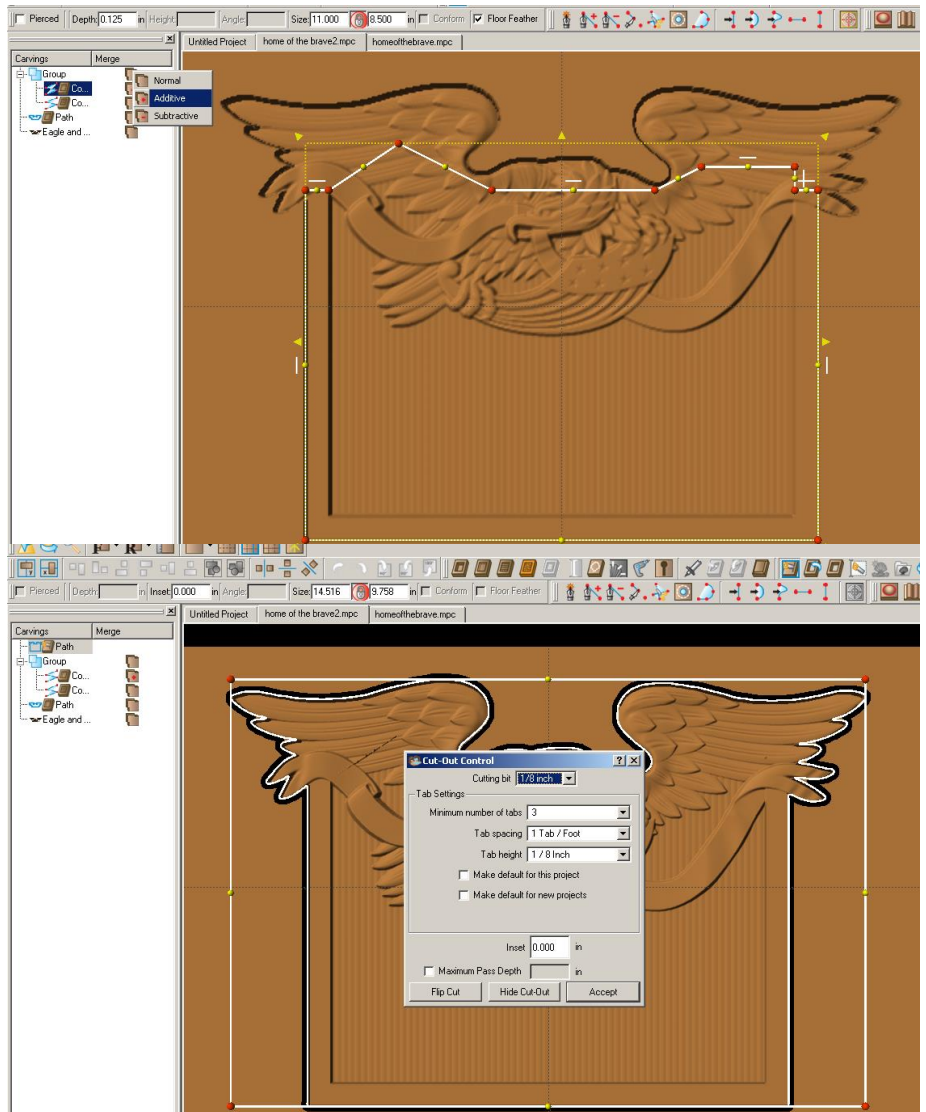 Pierced Depth: 0.125 in Height: Angle: Size: 11.000 8.500 in Conform Floor Feather
Untitled Project home of the brave2.mpc homeofthebrave.mpc
Carvings Merge
Group
Normal
Co...
Additive
Co...
Subtractive
Path
Eagle and ...
Pierced Depth: in Inset: 0.000 in Angle: Size: 14.516 9.758 in Conform Floor Feather
Untitled Project home of the brave2.mpc homeofthebrave.mpc
Carvings Merge
Path
Group
Co...
Co...
Path
Eagle and ...
Cut-Out Control
Cutting bit 1/8 inch
Tab Settings
Minimum number of tabs 3
Tab spacing 1 Tab / Foot
Tab height 1 / 8 Inch
Make default for this project
Make default for new projects
Inset 0.000 in
Maximum Pass Depth in
Flip Cut Hide Cut-Out Accept